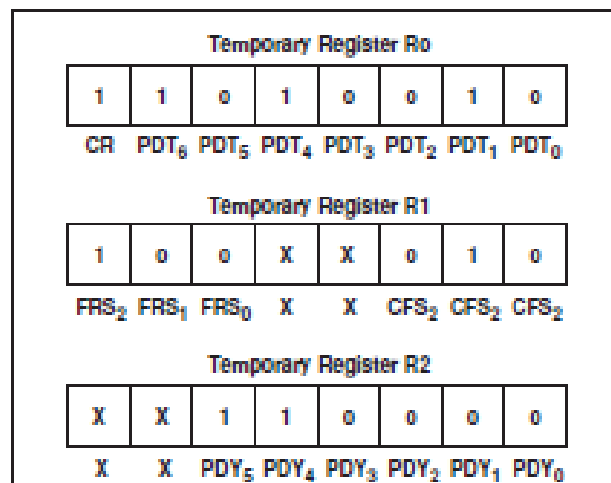 Temporary Register Ro
1 1 0 1 0 0 1 0
CR PDT6 PDT5 PDT4 PDT3 PDT2 PDT1 PDT0
Temporary Register R1
1 0 0 X X 0 1 0
FRS2 FRS1 FRS0 X X CFS2 CFS2 CFS2
Temporary Register R2
X X 1 1 0 0 0 0
X X PDY5 PDY4 PDY3 PDY2 PDY1 PDY0